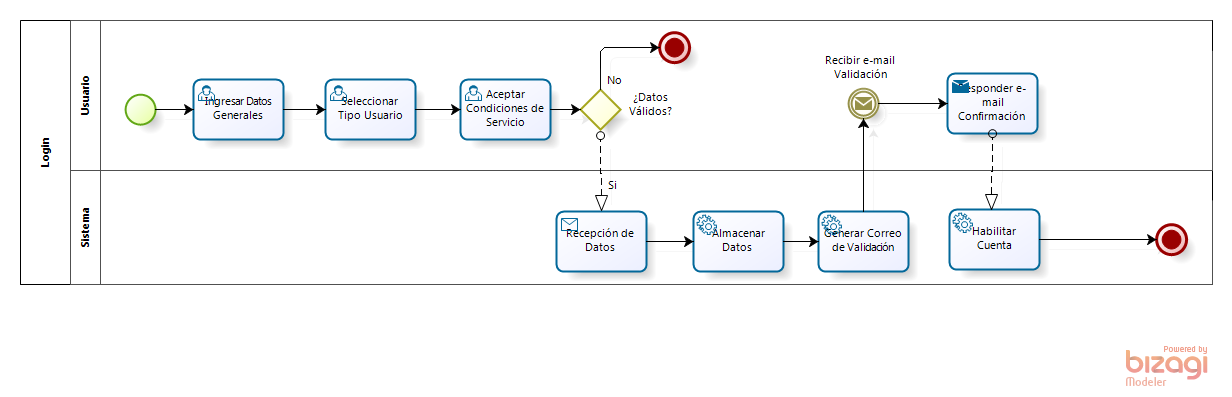 Login
Usuario
Ingresar Datos
Generales
Seleccionar
Tipo Usuario
Aceptar
Condiciones de
Servicio
No
¿Datos
Válidos?
Recibir e-mail
Validación
Responder e-
mail
Confirmación
Sistema
Si
Recepción de
Datos
Almacenar
Datos
Generar Correo
de Validación
Habilitar
Cuenta
Powered by
bizagi
Modeler